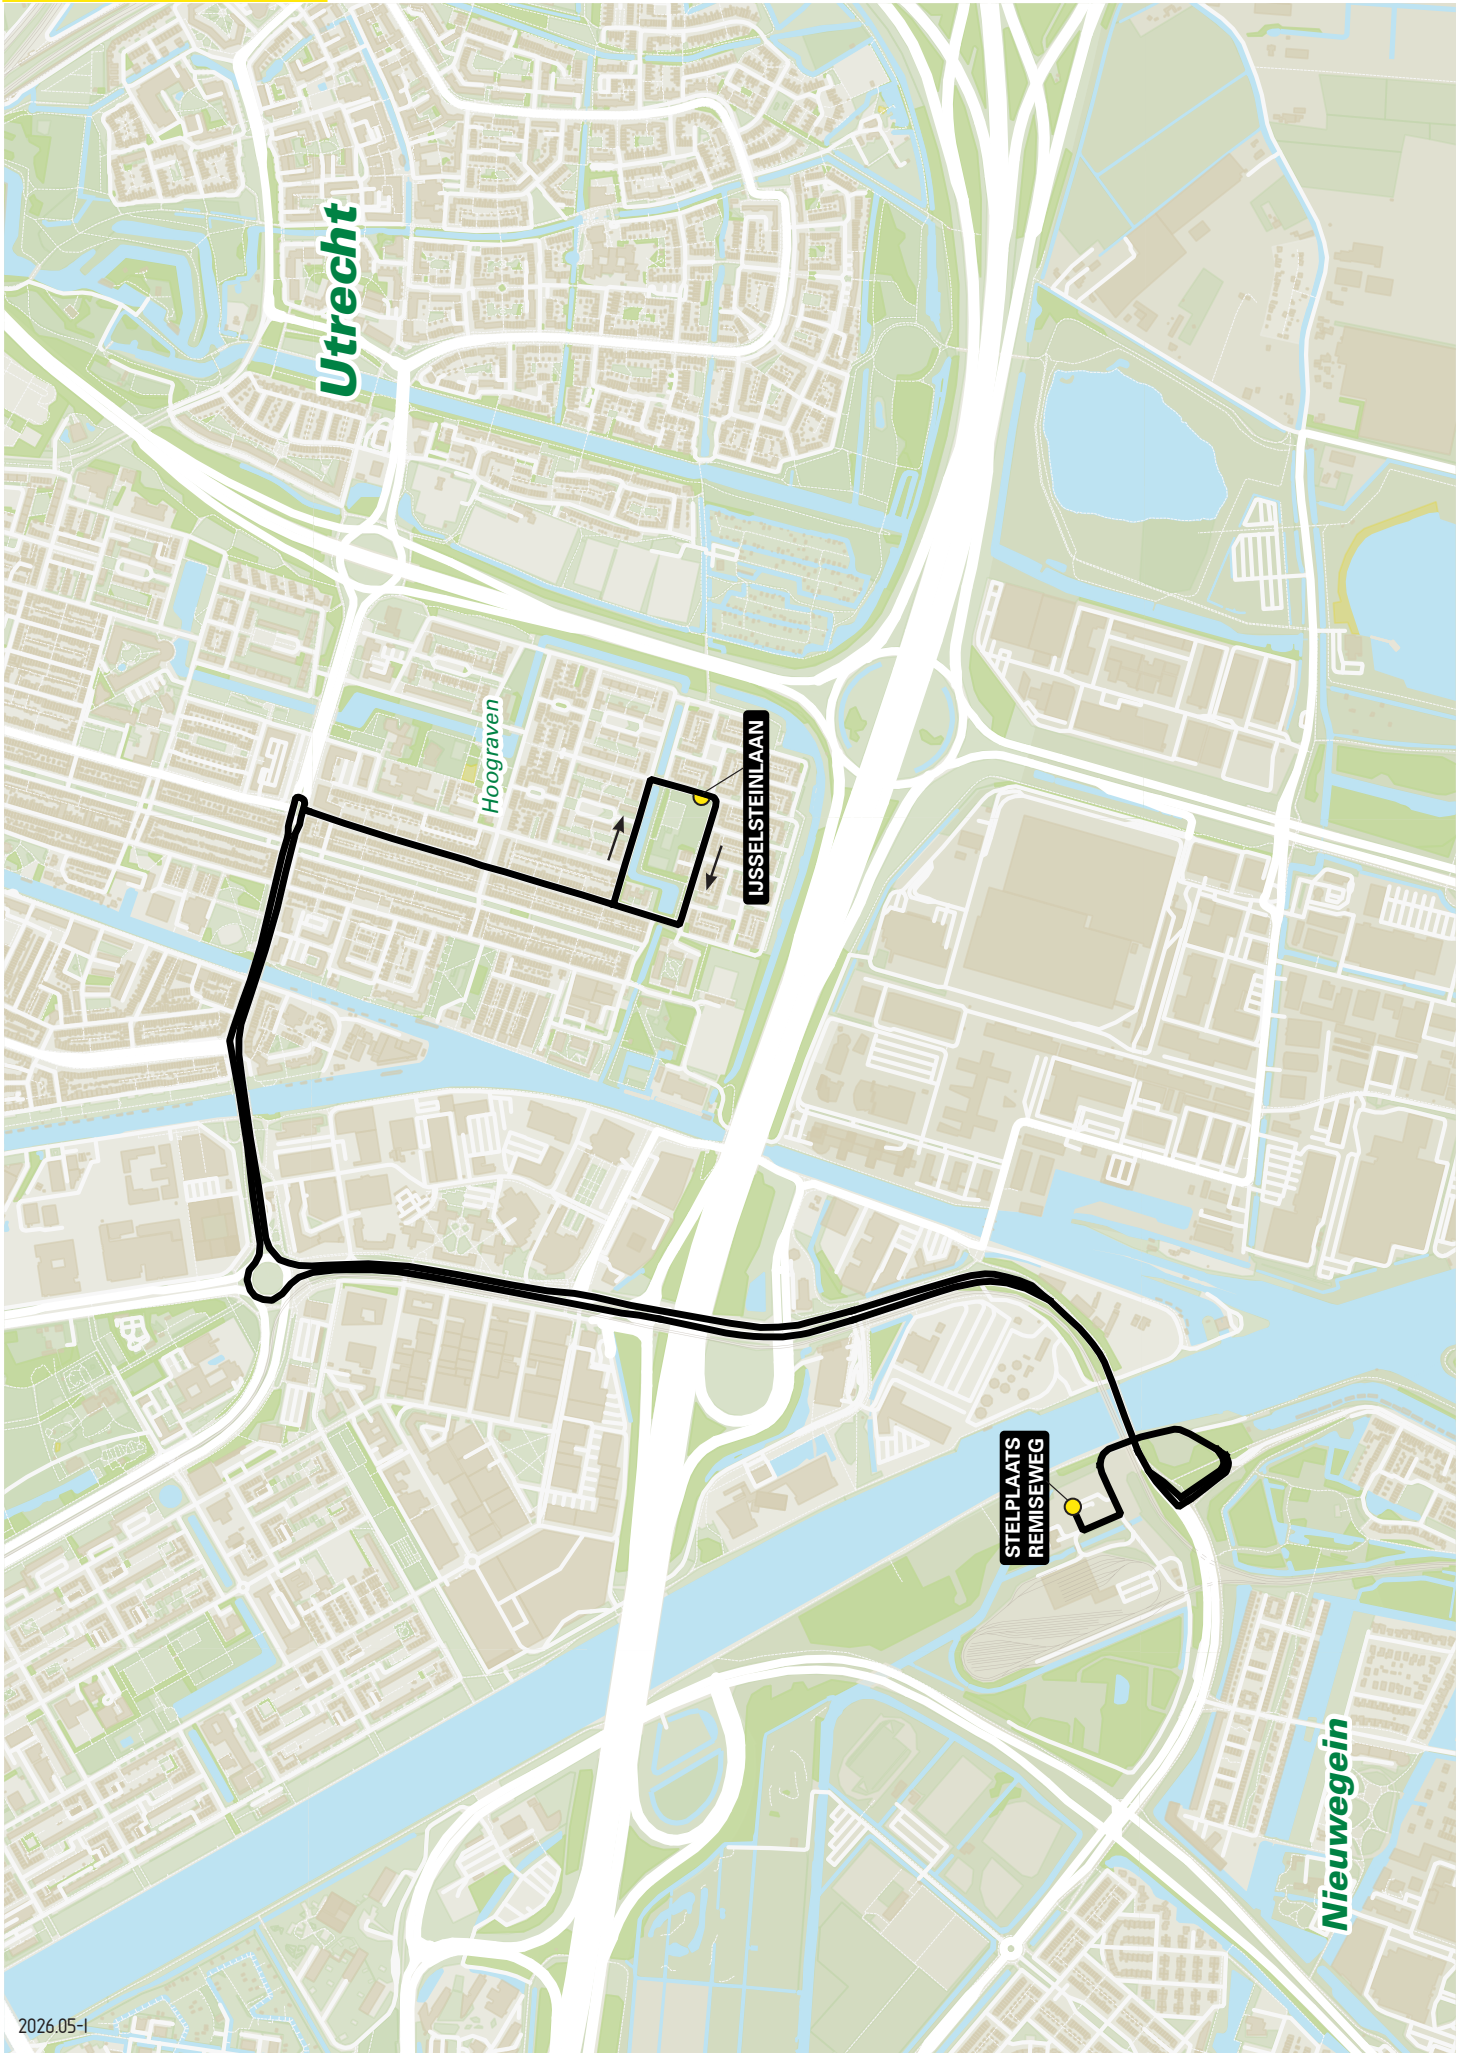 Utrecht
Hoograven
IJSSELSTEINLAAN
STELPLAATS
REMISEWEG
Nieuwegein
2026.05-I